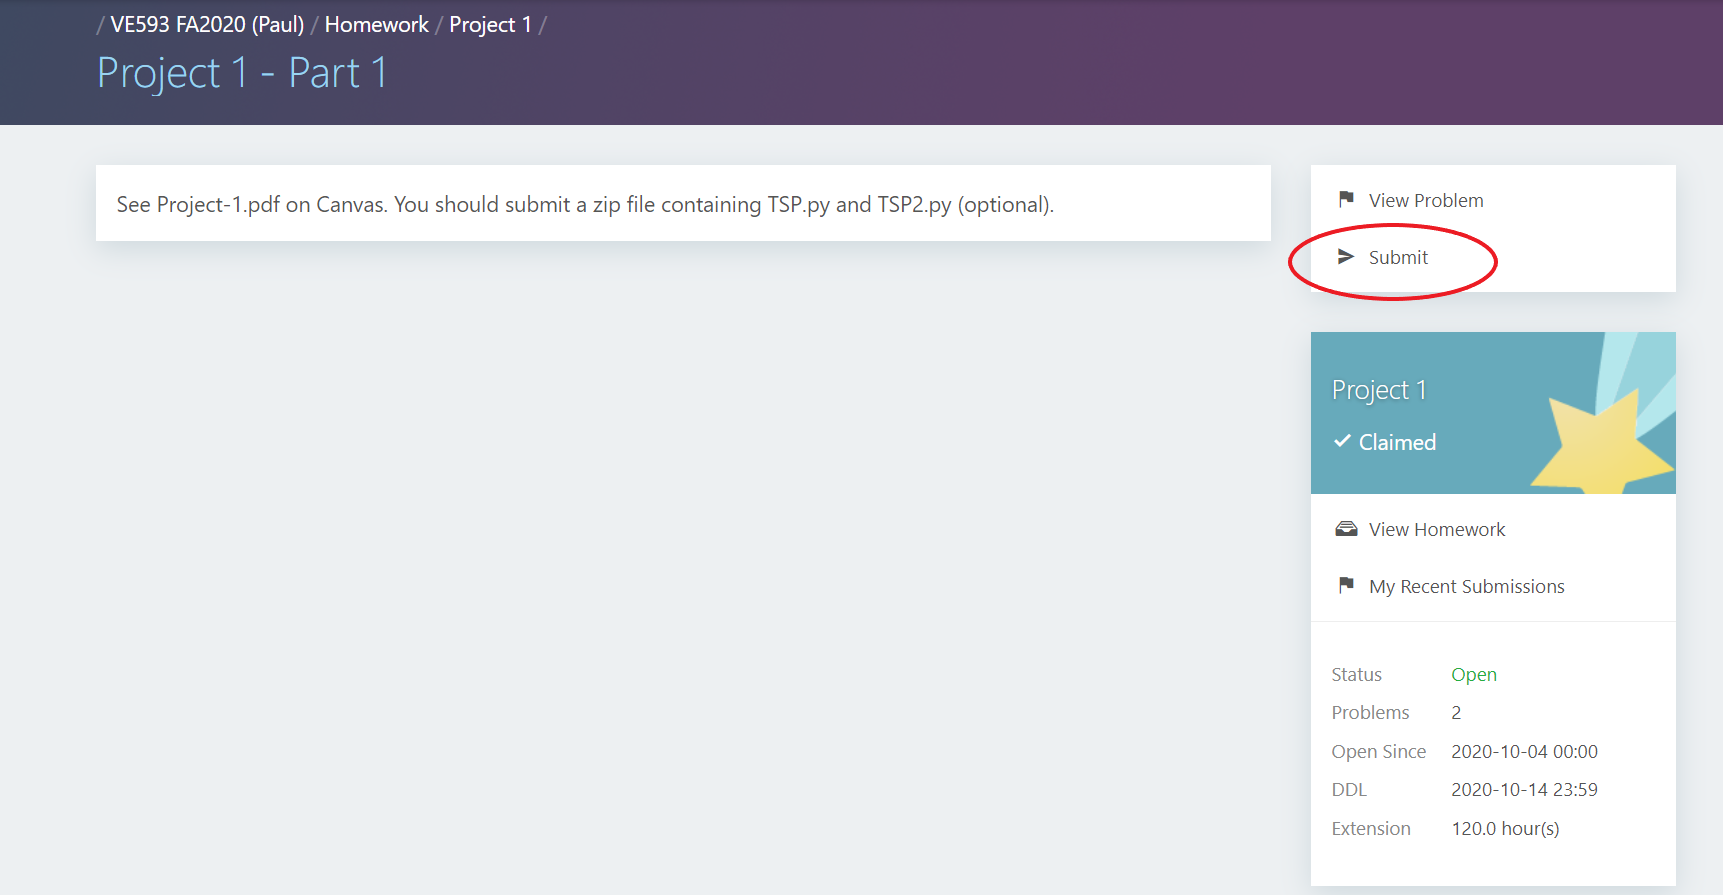 / VE593 FA2020 (Paul) / Homework / Project 1 /
Project 1 - Part 1
See Project-1.pdf on Canvas. You should submit a zip file containing TSP.py and TSP2.py (optional).
View Problem
Submit
Project 1
Claimed
View Homework
My Recent Submissions
Status Open
Problems 2
Open Since 2020-10-04 00:00
DDL 2020-10-14 23:59
Extension 120.0 hour(s)